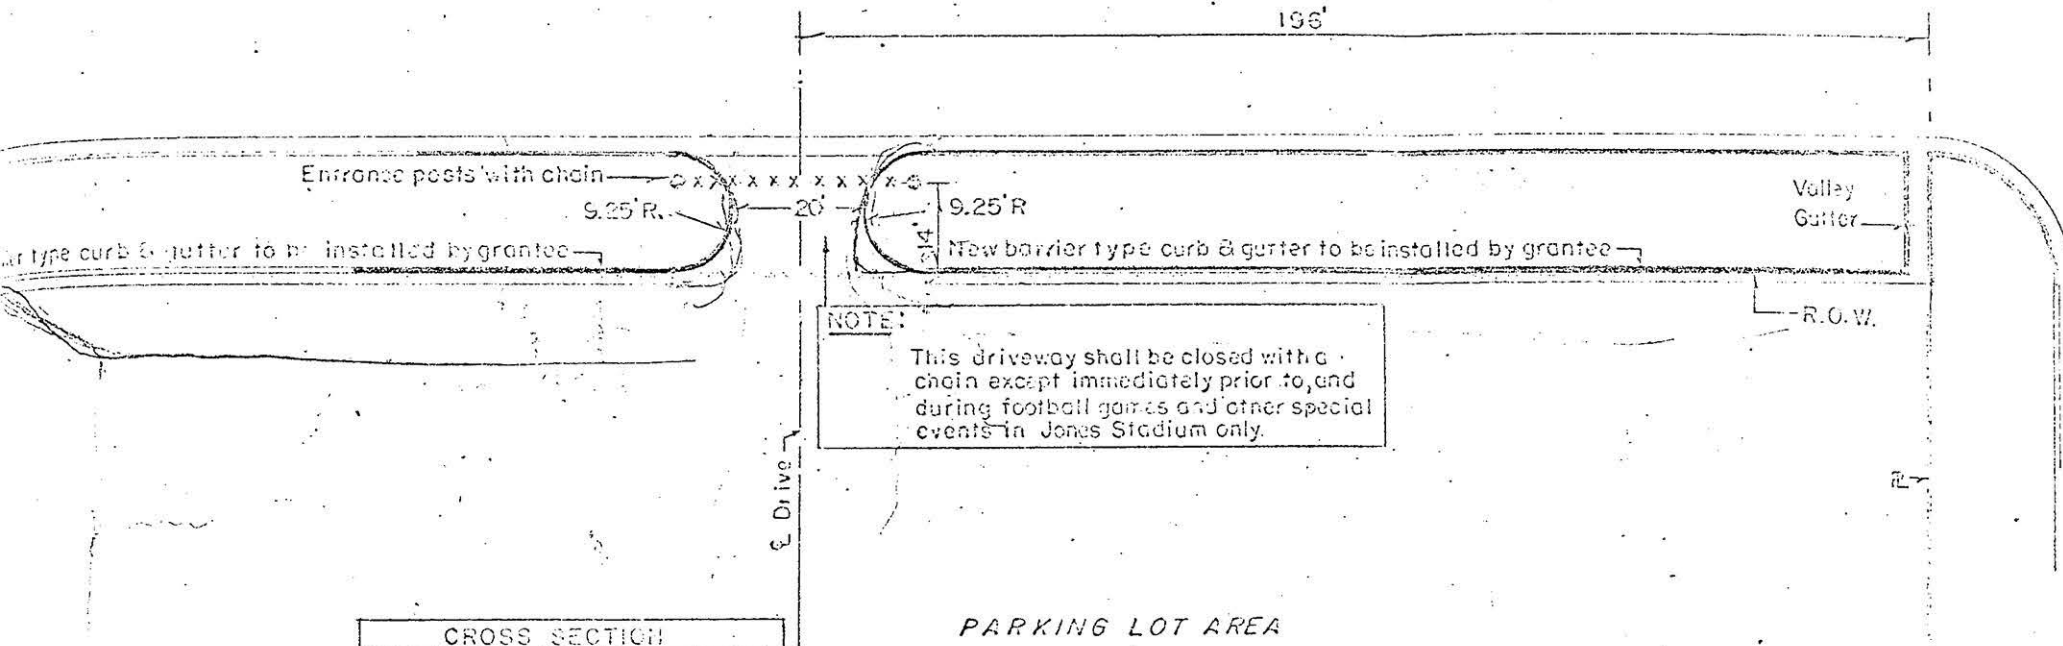 Entrance posts with chain
9.25'R.
20'
9.25'R
14'
type curb & gutter to be installed by grantee
New barrier type curb & gutter to be installed by grantee
Valley
Gutter
R.O.W.
NOTE:
This driveway shall be closed with a
chain except immediately prior to, and
during football games and other special
events in Jones Stadium only.
℄ Drive
PARKING LOT AREA
CROSS SECTION